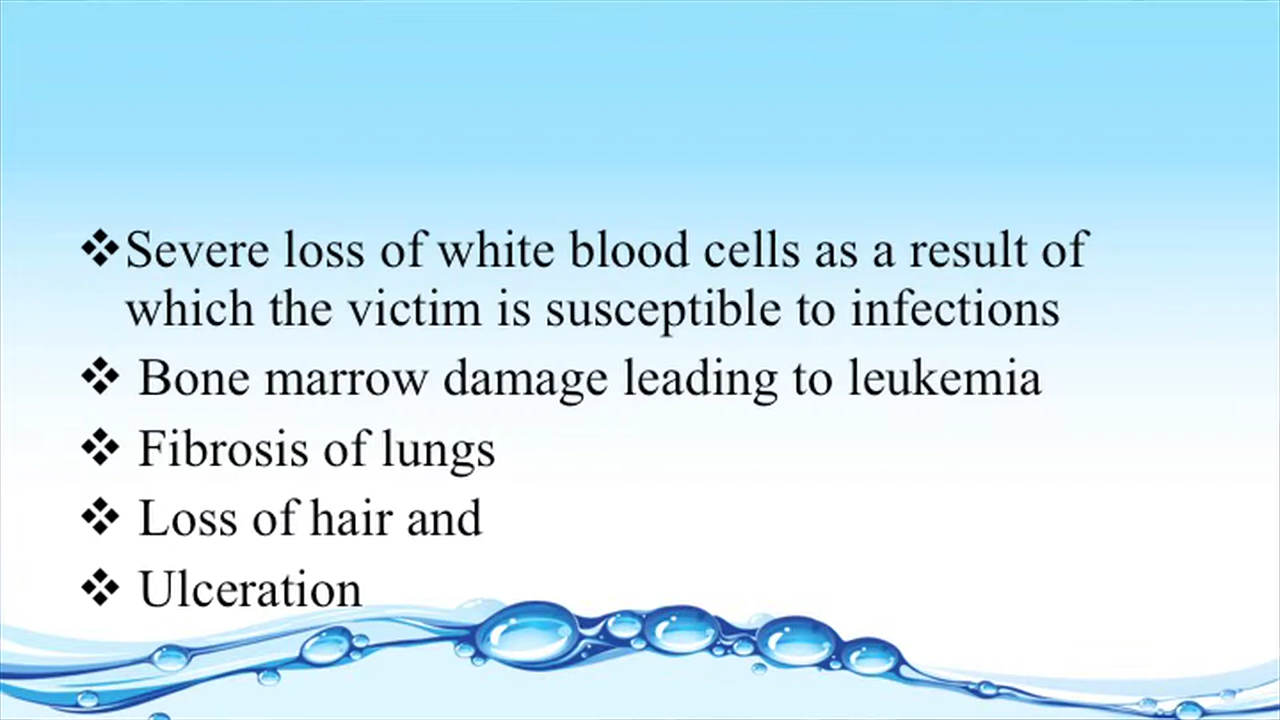 ❖Severe loss of white blood cells as a result of
which the victim is susceptible to infections
❖ Bone marrow damage leading to leukemia
❖ Fibrosis of lungs
❖ Loss of hair and
❖ Ulceration